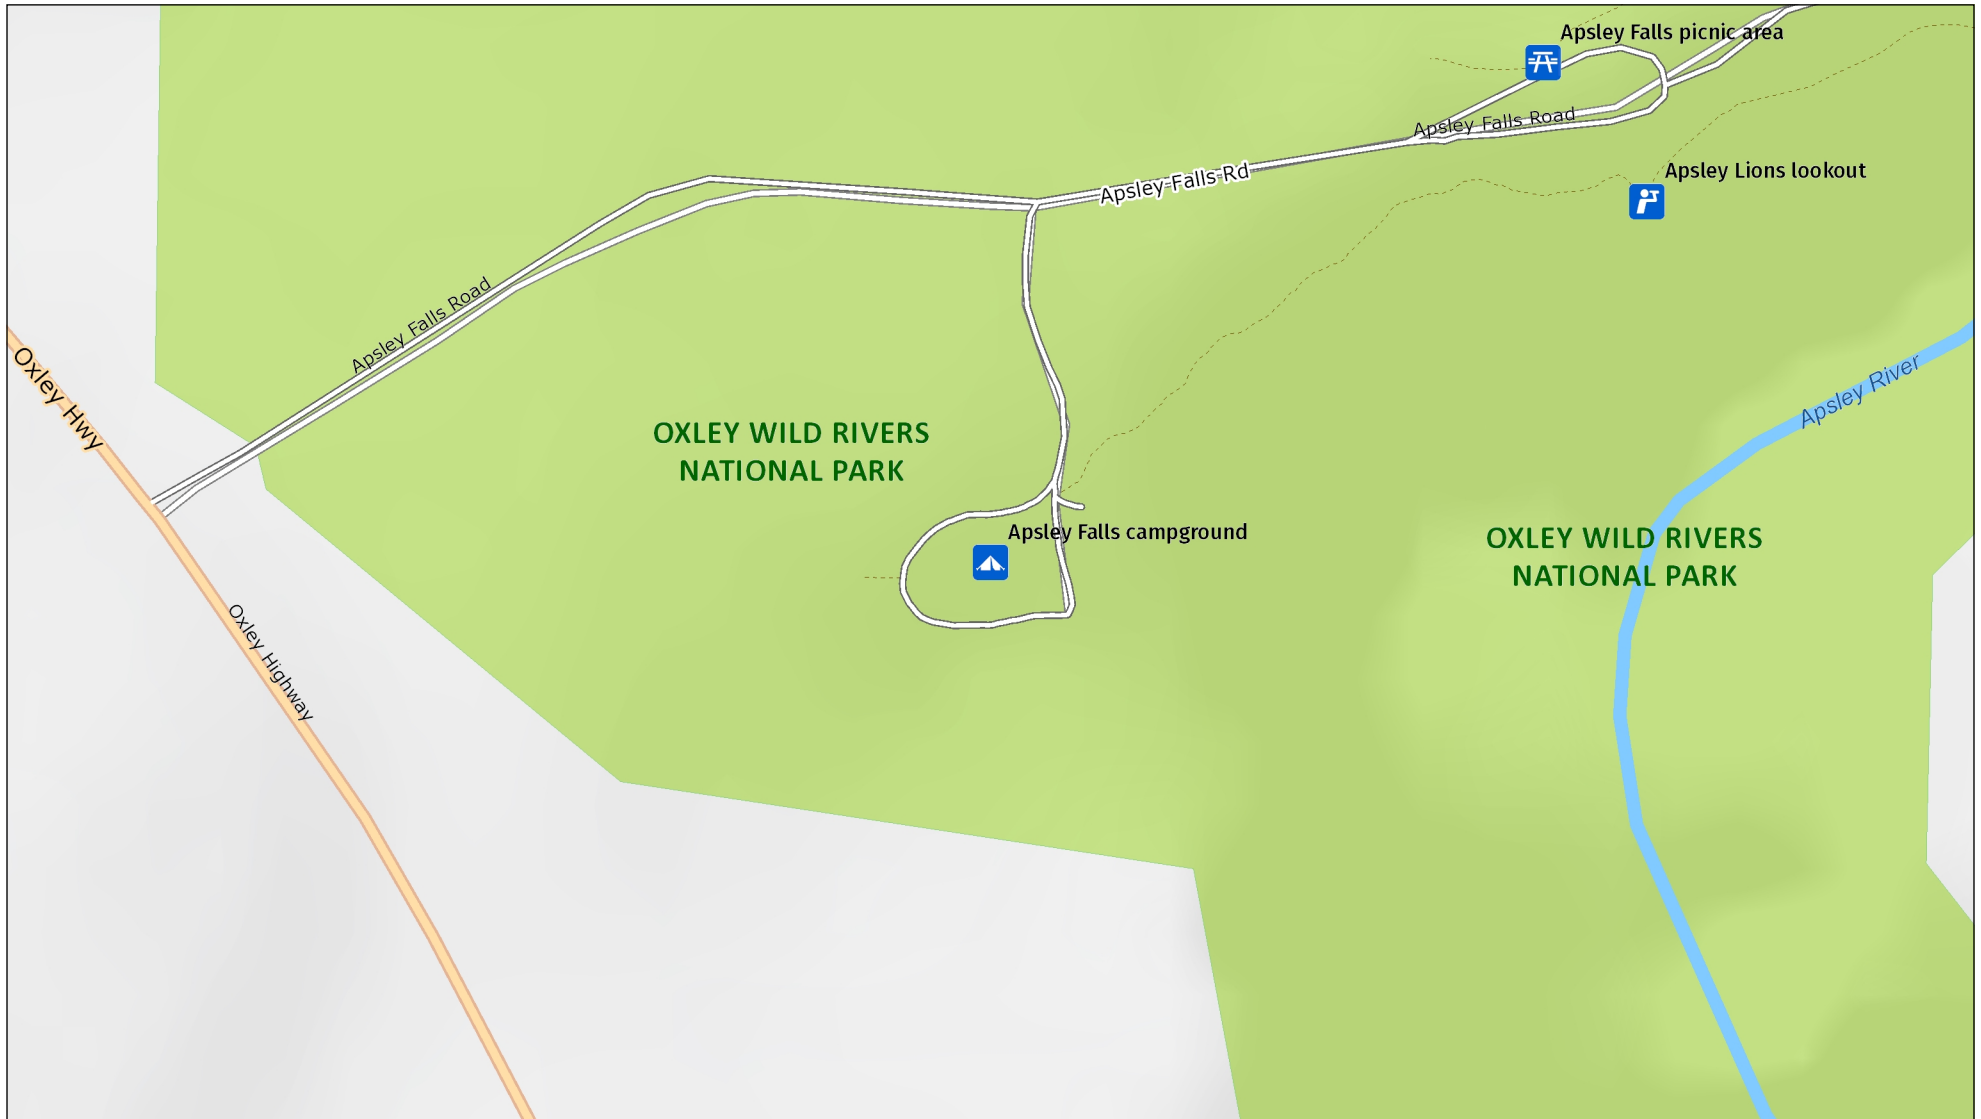 Apsley Falls picnic area
Apsley Falls Road
Apsley Lions lookout
Apsley Falls Rd
Apsley Falls Road
Oxley Hwy
Apsley River
OXLEY WILD RIVERS
NATIONAL PARK
Apsley Falls campground
OXLEY WILD RIVERS
NATIONAL PARK
Oxley Highway